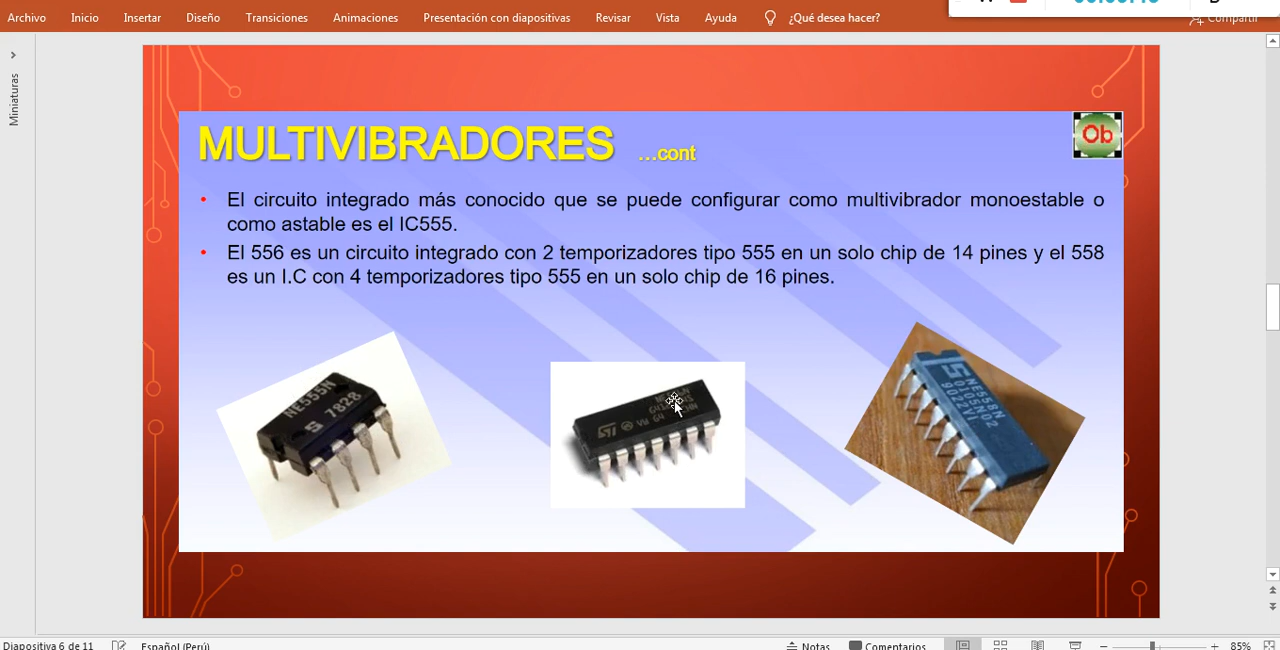 Archivo Inicio Insertar Diseño Transiciones Animaciones Presentación con diapositivas Revisar Vista Ayuda ¿Qué desea hacer? Compartir
Miniaturas
MULTIVIBRADORES ...cont
Ob
• El circuito integrado más conocido que se puede configurar como multivibrador monoestable o
como astable es el IC555.
• El 556 es un circuito integrado con 2 temporizadores tipo 555 en un solo chip de 14 pines y el 558
es un I.C con 4 temporizadores tipo 555 en un solo chip de 16 pines.
NE555N
7828
S
ST
NE558N
Diapositiva 6 de 11 Español (Perú) Notas Comentarios 85%